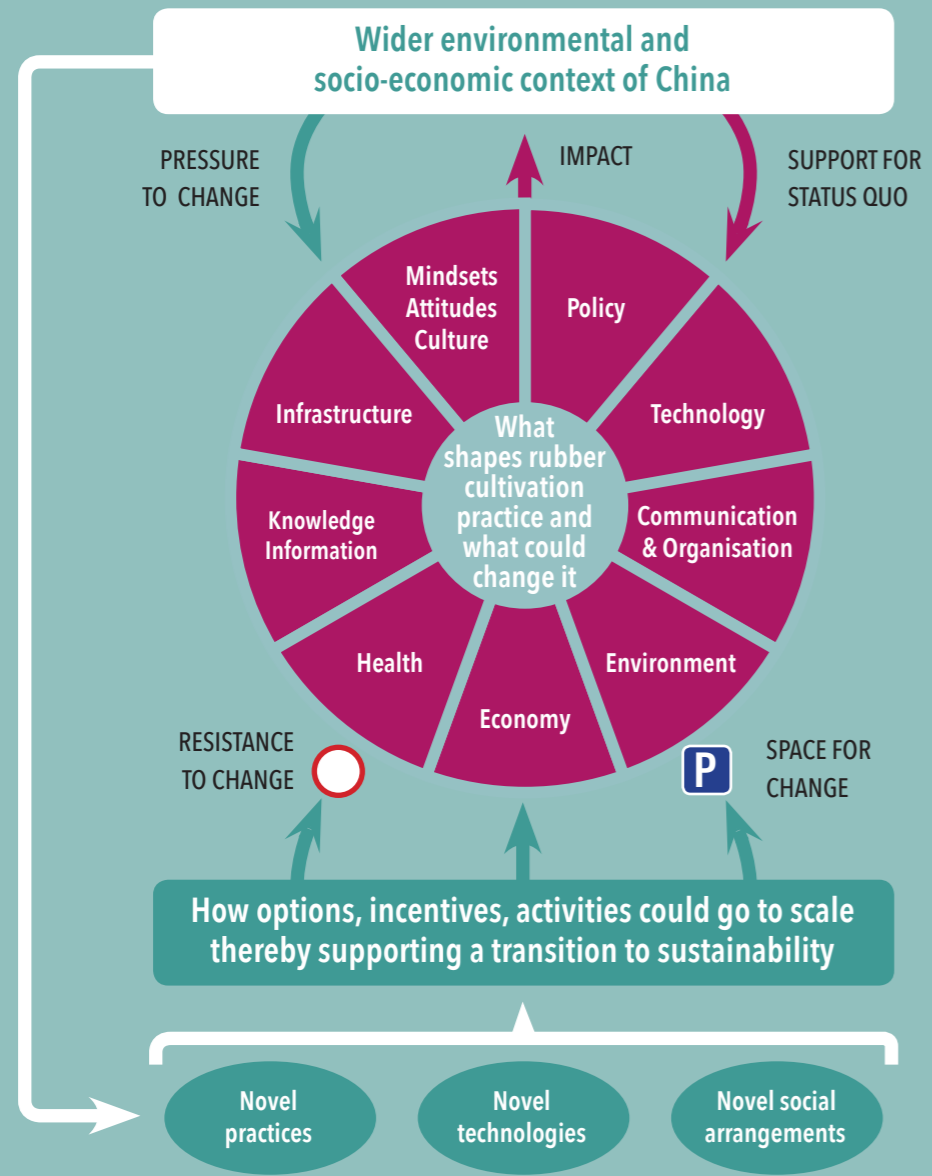 Wider environmental and
socio-economic context of China
PRESSURE
TO CHANGE
IMPACT
SUPPORT FOR
STATUS QUO
Mindsets
Attitudes
Culture
Policy
Infrastructure
Technology
What
shapes rubber
cultivation
practice and
what could
change it
Knowledge
Information
Communication
& Organisation
Health
Environment
Economy
RESISTANCE
TO CHANGE
P
SPACE FOR
CHANGE
How options, incentives, activities could go to scale
thereby supporting a transition to sustainability
Novel
practices
Novel
technologies
Novel social
arrangements